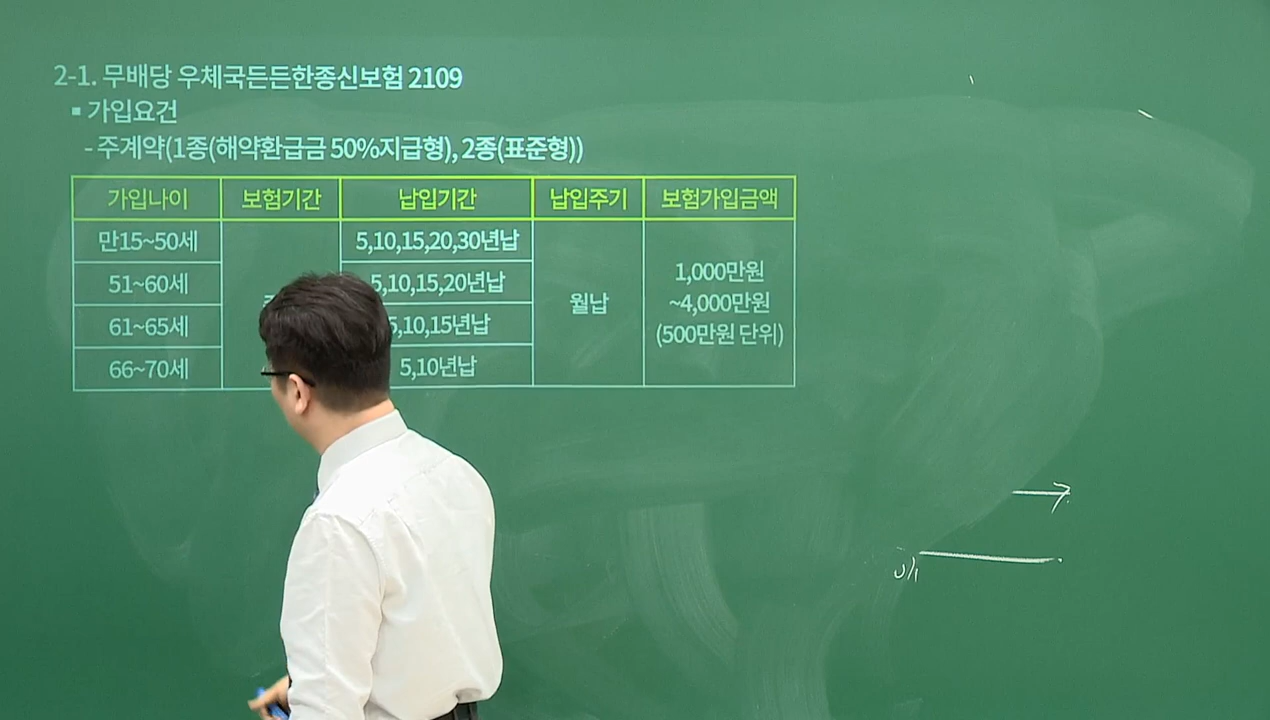 2-1. 무배당 우체국든든한종신보험 2109
▪ 가입요건
- 주계약(1종(해약환급금 50%지급형), 2종(표준형))
가입나이 보험기간 납입기간 납입주기 보험가입금액
만15~50세 5,10,15,20,30년납
51~60세 5,10,15,20년납
61~65세 5,10,15년납
66~70세 5,10년납
월납
1,000만원
~4,000만원
(500만원 단위)